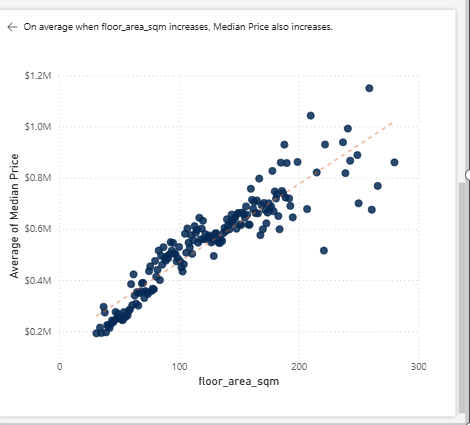 ← On average when floor_area_sqm increases, Median Price also increases.
$1.2M
$1.0M
$0.8M
$0.6M
$0.4M
$0.2M
Average of Median Price
0 100 200 300
floor_area_sqm